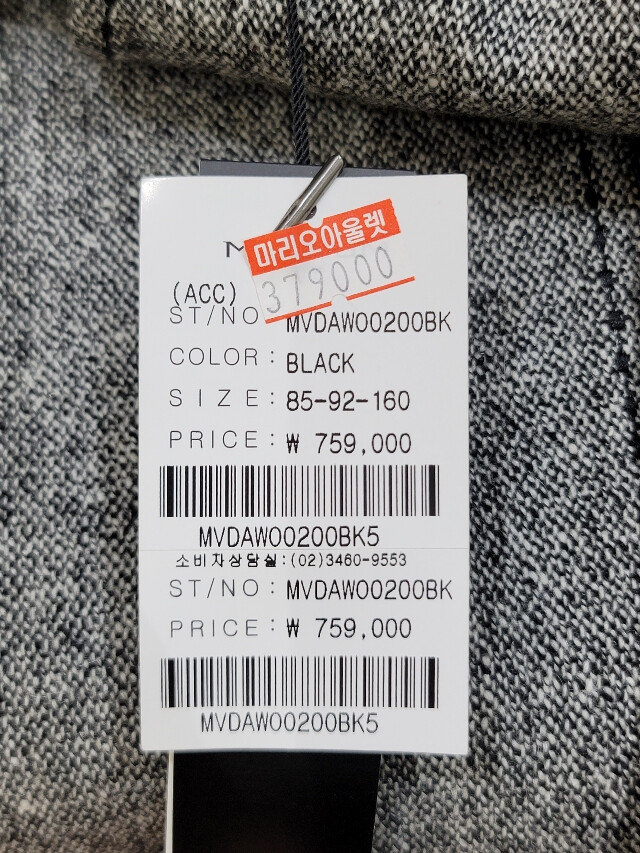 마리오아울렛
379000
(ACC)
ST/NO MVDAW00200BK
COLOR : BLACK
SIZE : 85-92-160
PRICE : ₩ 759,000
MVDAW00200BK5
소비자상담실:(02)3460-9553
ST/NO : MVDAW00200BK
PRICE : ₩ 759,000
MVDAW00200BK5